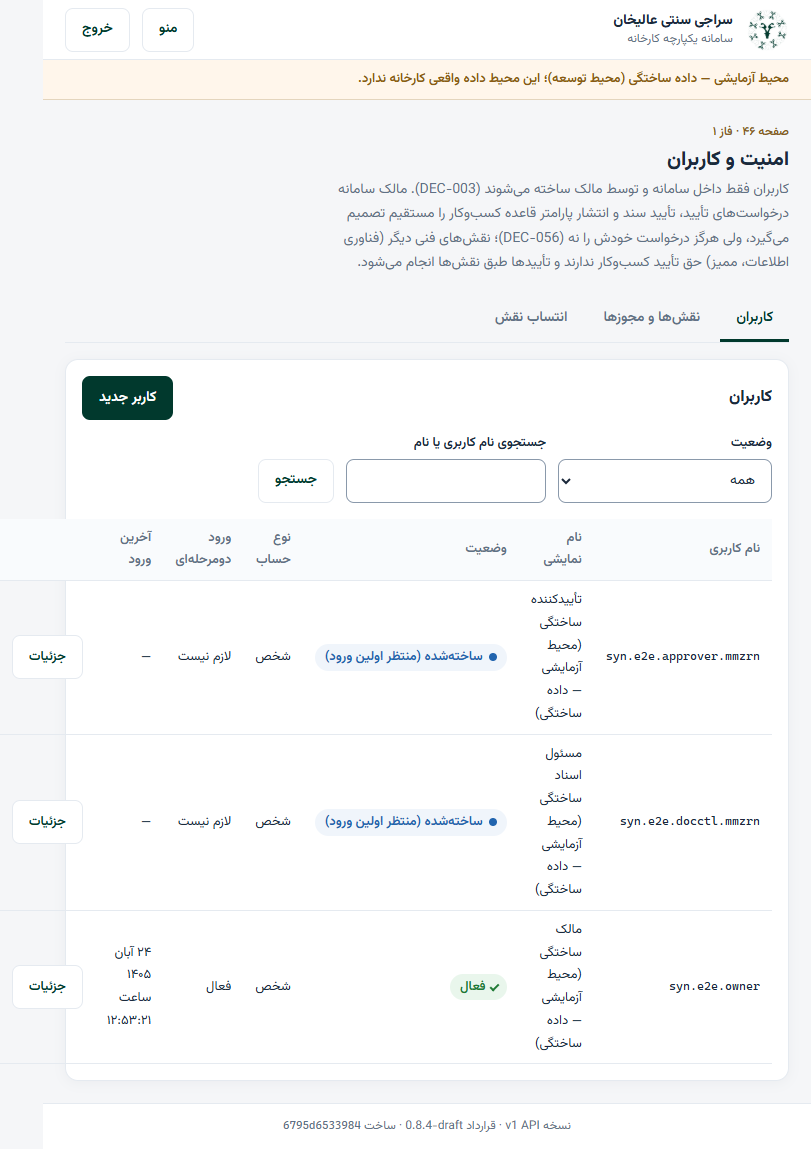 سراجی سنتی عالیخان
سامانه یکپارچه کارخانه
منو
خروج
محیط آزمایشی — داده ساختگی (محیط توسعه)؛ این محیط داده واقعی کارخانه ندارد.
صفحه ۴۶ · فاز ۱
امنیت و کاربران
کاربران فقط داخل سامانه و توسط مالک ساخته می‌شوند (DEC-003). مالک سامانه
درخواست‌های تأیید، تأیید سند و انتشار پارامتر قاعده کسب‌وکار را مستقیم تصمیم
می‌گیرد، ولی هرگز درخواست خودش را نه (DEC-056)؛ نقش‌های فنی دیگر (فناوری
اطلاعات، ممیز) حق تأیید کسب‌وکار ندارند و تأییدها طبق نقش‌ها انجام می‌شود.
کاربران
نقش‌ها و مجوزها
انتساب نقش
کاربران
کاربر جدید
وضعیت
جستجوی نام کاربری یا نام
همه
جستجو
نام کاربری
نام
نمایشی
وضعیت
نوع
حساب
ورود
دومرحله‌ای
آخرین
ورود
syn.e2e.approver.mmzrn
تأییدکننده
ساختگی
(محیط
آزمایشی
— داده
ساختگی)
ساخته‌شده (منتظر اولین ورود)
شخص
لازم نیست
—
جزئیات
syn.e2e.docctl.mmzrn
مسئول
اسناد
ساختگی
(محیط
آزمایشی
— داده
ساختگی)
ساخته‌شده (منتظر اولین ورود)
شخص
لازم نیست
—
جزئیات
syn.e2e.owner
مالک
ساختگی
(محیط
آزمایشی
— داده
ساختگی)
فعال
شخص
فعال
۲۴ آبان
۱۴۰۵
ساعت
۱۲:۵۳:۲۱
جزئیات
نسخه v1 API · قرارداد 0.8.4-draft · ساخت 6795d6533984